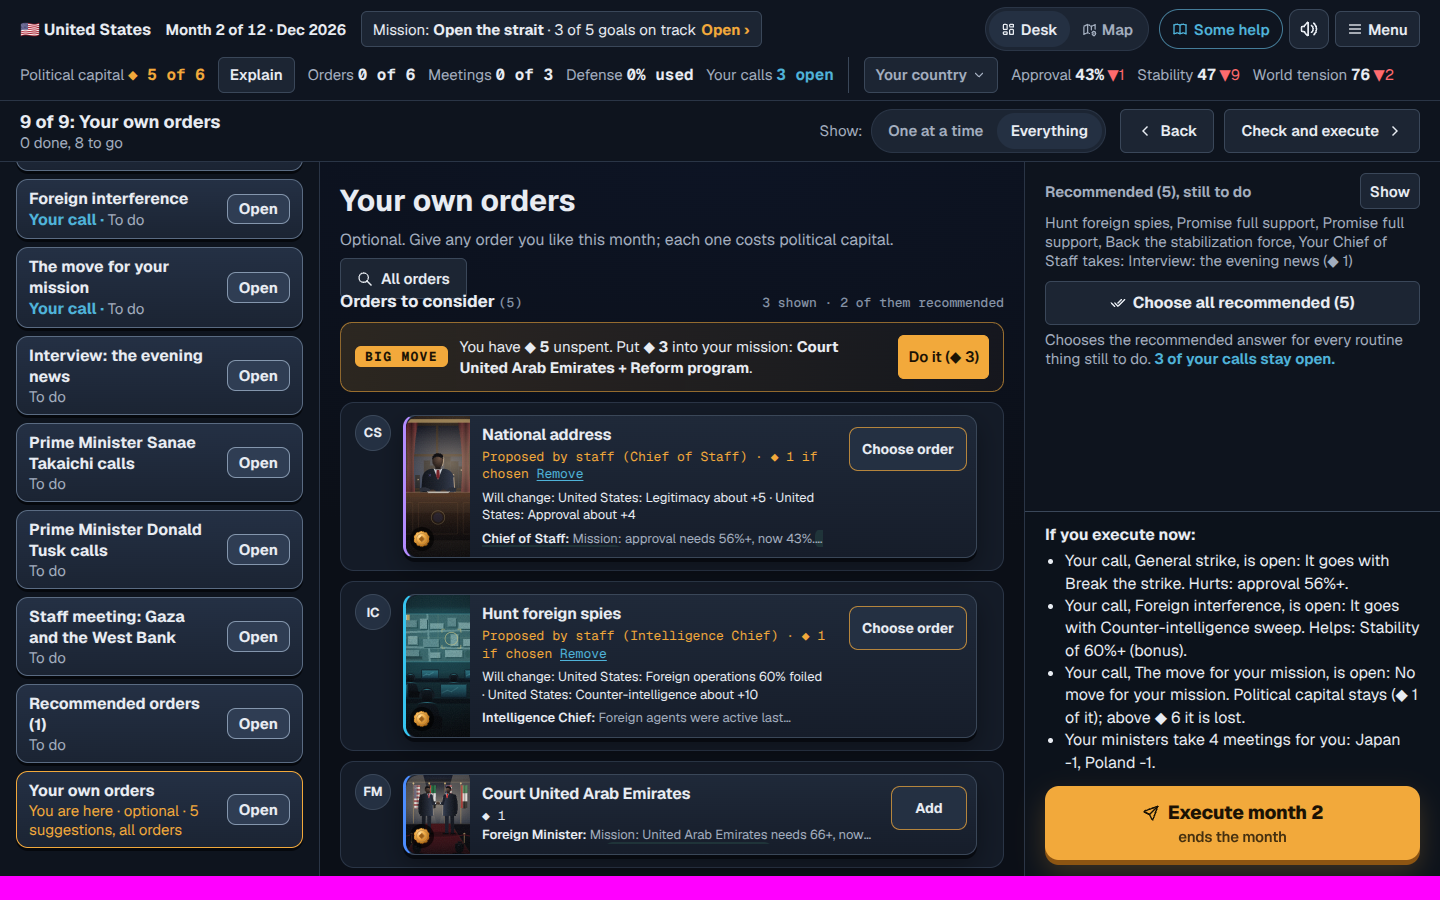 🇺🇸 United States Month 2 of 12 · Dec 2026
Mission: Open the strait · 3 of 5 goals on track Open ›
Desk
Map
Some help
Menu
Political capital ◆ 5 of 6
Explain
Orders 0 of 6 Meetings 0 of 3 Defense 0% used Your calls 3 open
Your country
Approval 43% ▼1 Stability 47 ▼9 World tension 76 ▼2
9 of 9: Your own orders
0 done, 8 to go
Show:
One at a time
Everything
Back
Check and execute
Foreign interference
Your call · To do
Open
The move for your
mission
Your call · To do
Open
Interview: the evening
news
To do
Open
Prime Minister Sanae
Takaichi calls
To do
Open
Prime Minister Donald
Tusk calls
To do
Open
Staff meeting: Gaza
and the West Bank
To do
Open
Recommended orders
(1)
To do
Open
Your own orders
You are here · optional · 5
suggestions, all orders
Open
Your own orders
Optional. Give any order you like this month; each one costs political capital.
All orders
Orders to consider (5)
3 shown · 2 of them recommended
BIG MOVE
You have ◆ 5 unspent. Put ◆ 3 into your mission: Court
United Arab Emirates + Reform program.
Do it (◆ 3)
CS
National address
Proposed by staff (Chief of Staff) · ◆ 1 if
chosen Remove
Will change: United States: Legitimacy about +5 · United
States: Approval about +4
Chief of Staff: Mission: approval needs 56%+, now 43%.…
Choose order
IC
Hunt foreign spies
Proposed by staff (Intelligence Chief) · ◆ 1
if chosen Remove
Will change: United States: Foreign operations 60% foiled
· United States: Counter-intelligence about +10
Intelligence Chief: Foreign agents were active last…
Choose order
FM
Court United Arab Emirates
◆ 1
Foreign Minister: Mission: United Arab Emirates needs 66+, now…
Add
Recommended (5), still to do
Show
Hunt foreign spies, Promise full support, Promise full
support, Back the stabilization force, Your Chief of
Staff takes: Interview: the evening news (◆ 1)
Choose all recommended (5)
Chooses the recommended answer for every routine
thing still to do. 3 of your calls stay open.
If you execute now:
• Your call, General strike, is open: It goes with
Break the strike. Hurts: approval 56%+.
• Your call, Foreign interference, is open: It goes
with Counter-intelligence sweep. Helps: Stability
of 60%+ (bonus).
• Your call, The move for your mission, is open: No
move for your mission. Political capital stays (◆ 1
of it); above ◆ 6 it is lost.
• Your ministers take 4 meetings for you: Japan
-1, Poland -1.
Execute month 2
ends the month